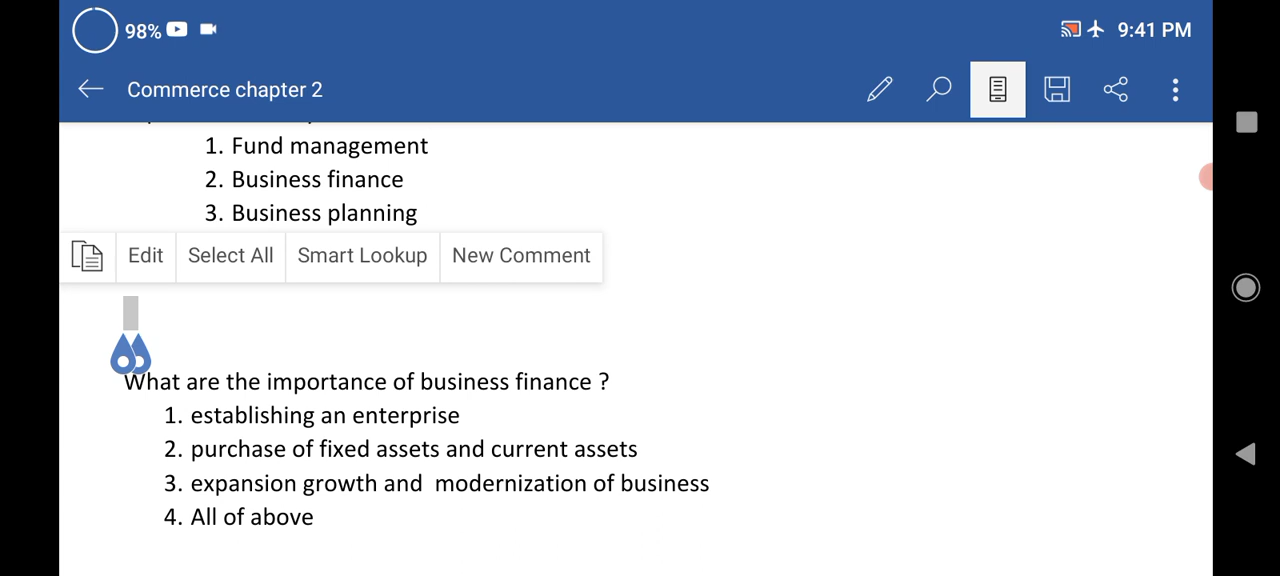 98% 9:41 PM
Commerce chapter 2
1. Fund management
2. Business finance
3. Business planning
Edit Select All Smart Lookup New Comment
What are the importance of business finance ?
1. establishing an enterprise
2. purchase of fixed assets and current assets
3. expansion growth and modernization of business
4. All of above